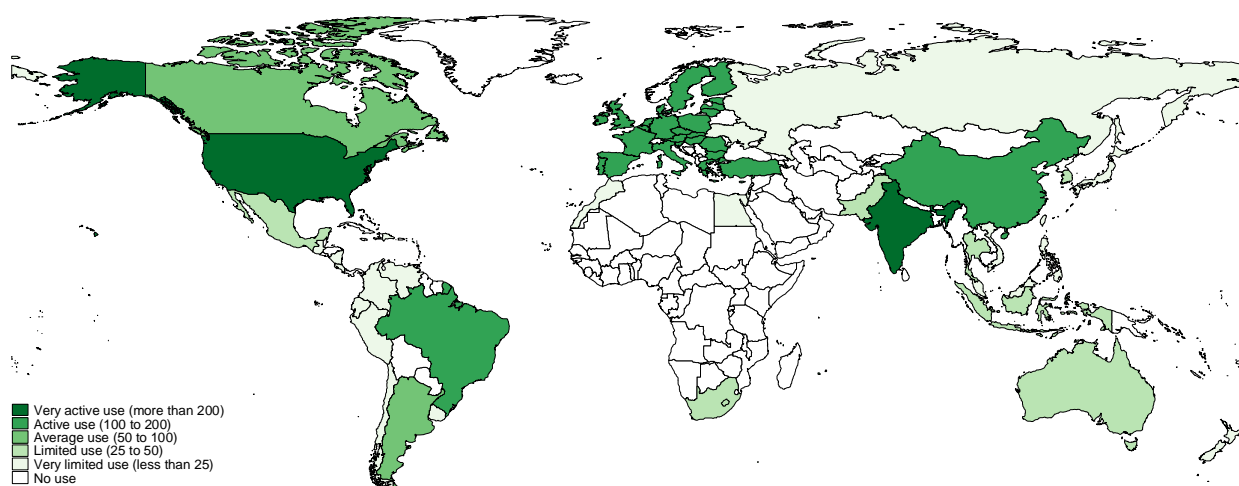 Very active use (more than 200)
Active use (100 to 200)
Average use (50 to 100)
Limited use (25 to 50)
Very limited use (less than 25)
No use